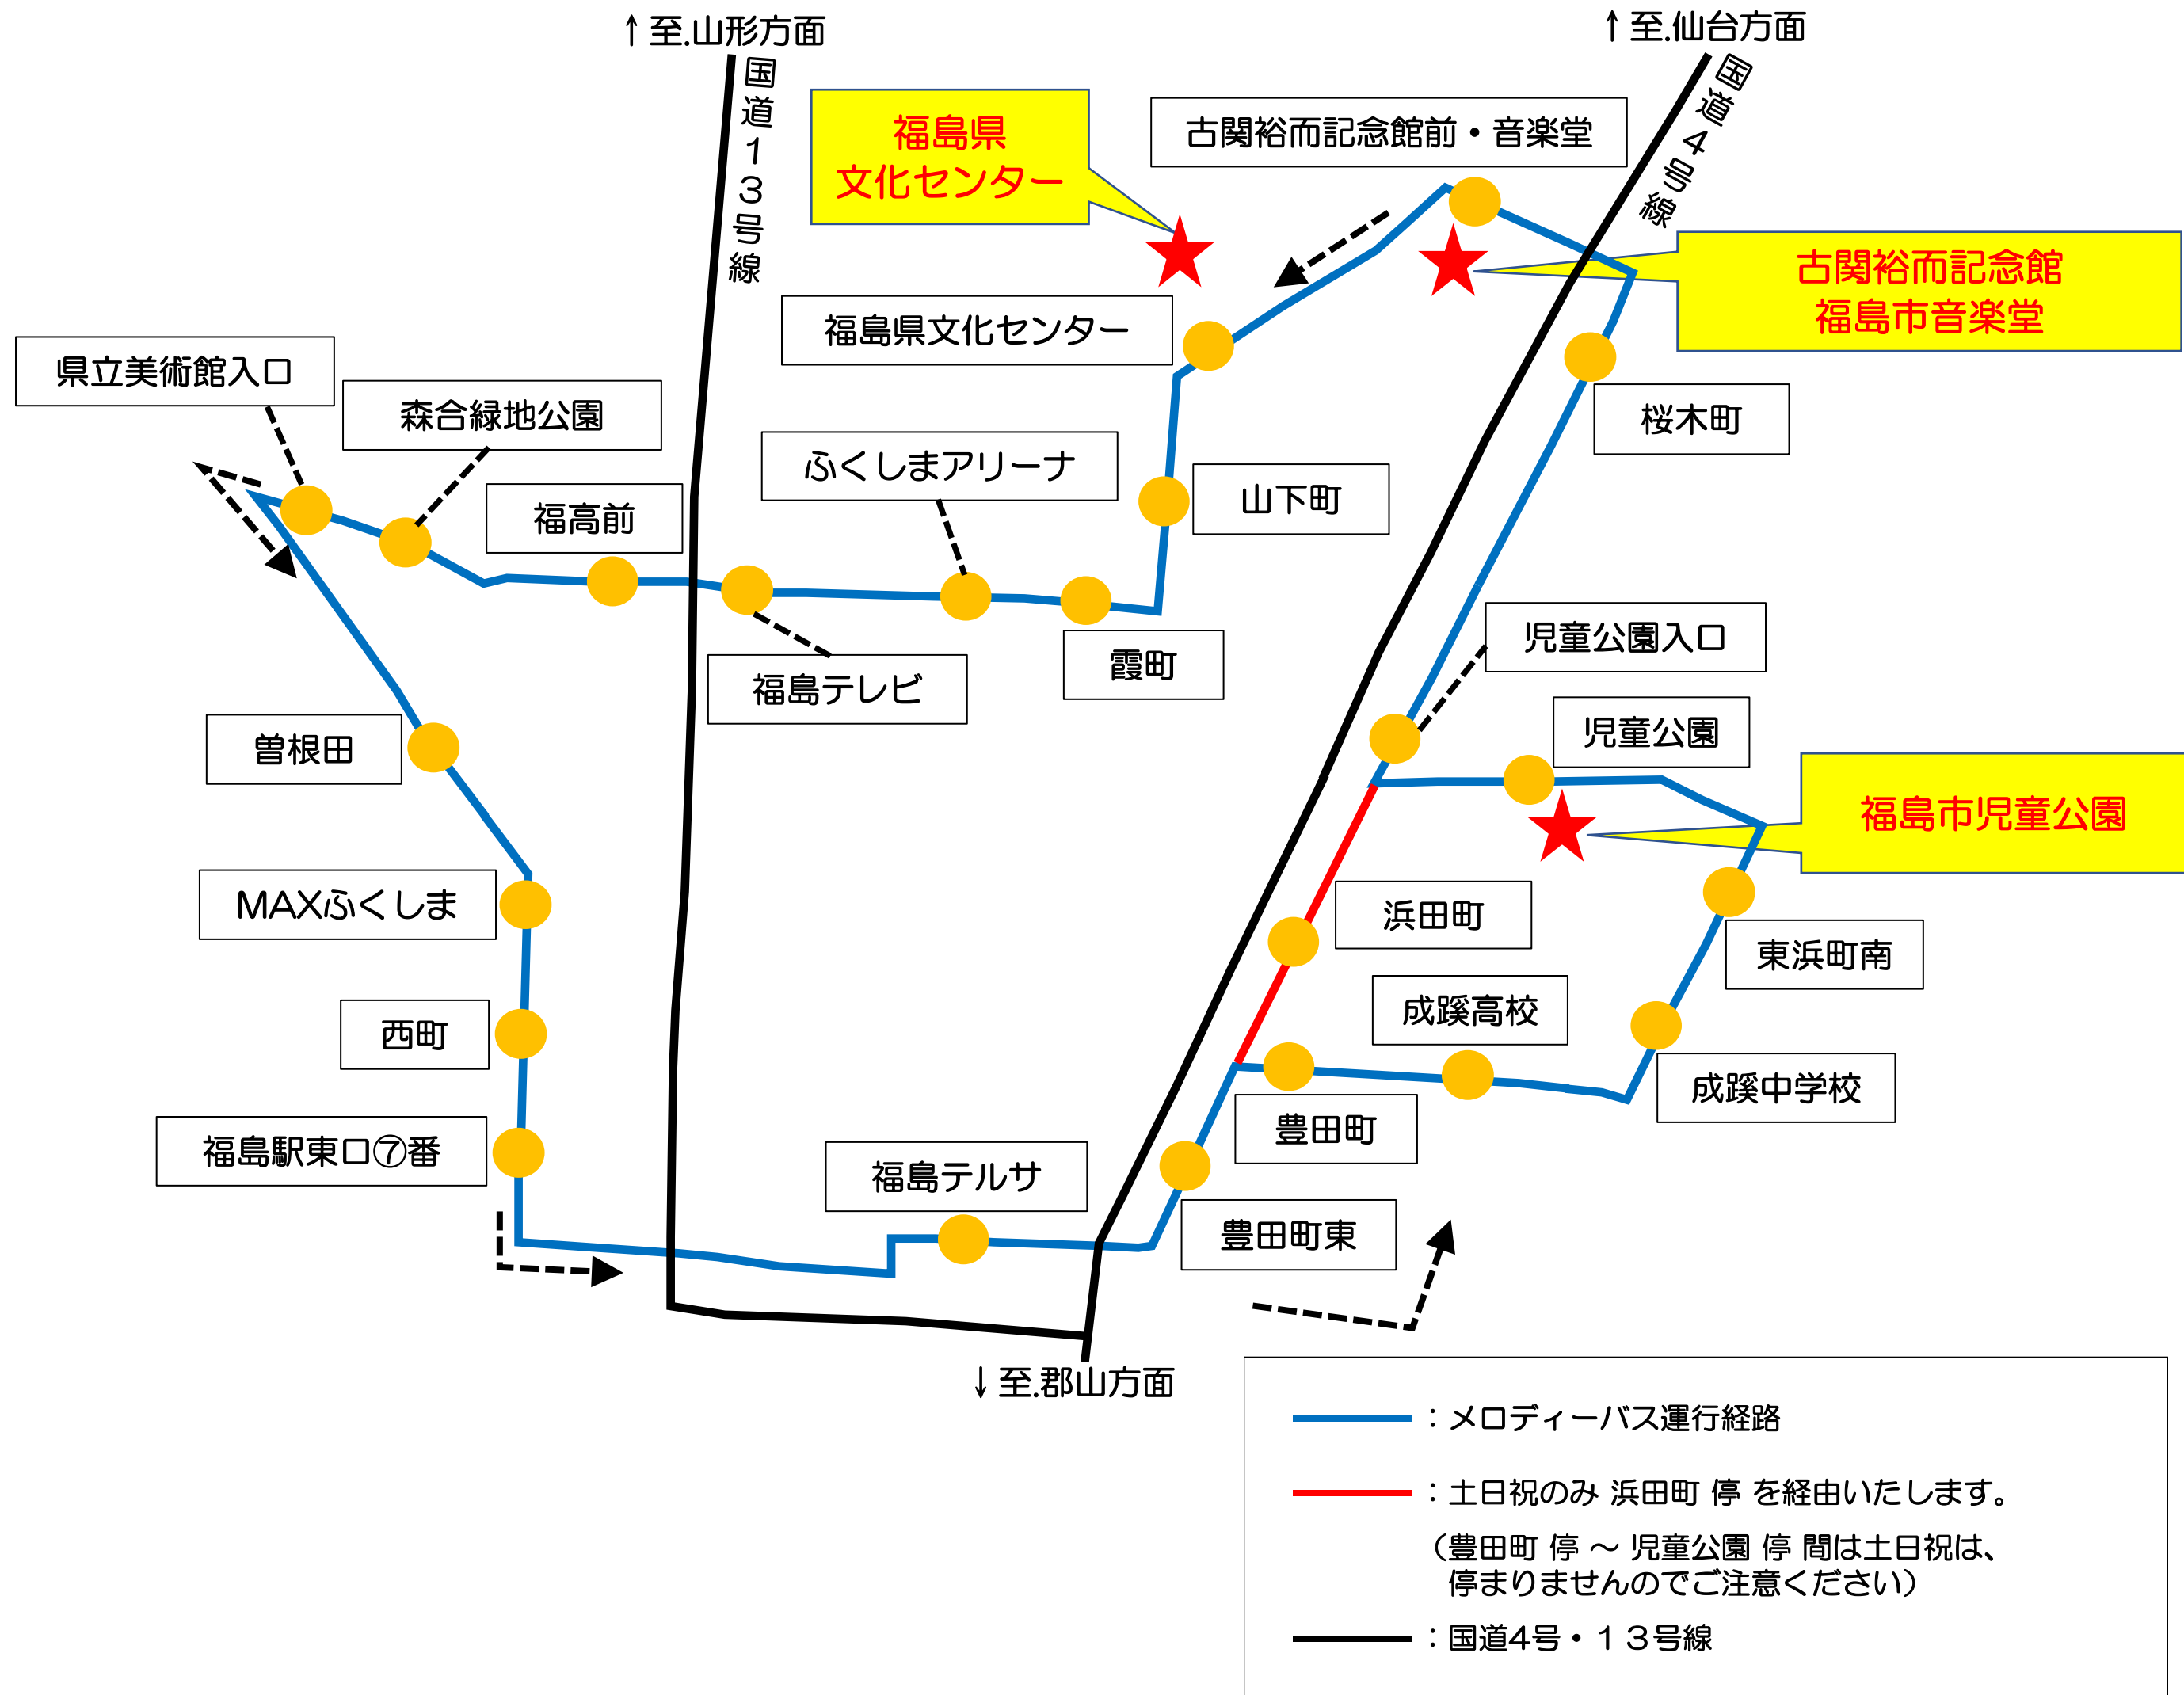 ↑至.山形方面
↑至.仙台方面
国道13号線
国道4号線
福島県
文化センター
古関裕而記念館前・音楽堂
古関裕而記念館
福島市音楽堂
福島県文化センター
県立美術館入口
森合緑地公園
桜木町
ふくしまアリーナ
山下町
福高前
児童公園入口
霞町
福島テレビ
児童公園
曽根田
福島市児童公園
MAXふくしま
浜田町
東浜町南
成蹊高校
西町
成蹊中学校
豊田町
福島駅東口⑦番
福島テルサ
豊田町東
↓至.郡山方面
：メロディーバス運行経路
：土日祝のみ 浜田町 停 を経由いたします。
（豊田町 停 ～ 児童公園 停 間は土日祝は、
停まりませんのでご注意ください）
：国道4号・１３号線